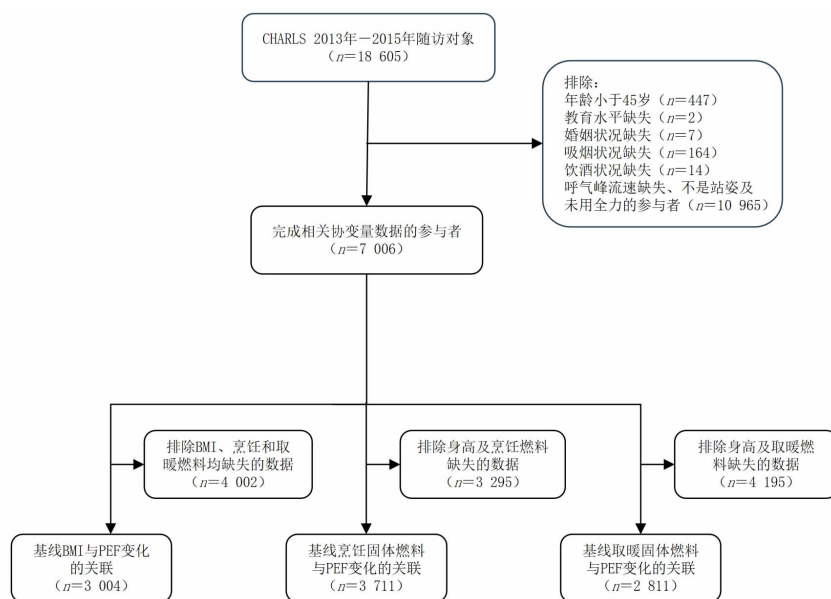 CHARLS 2013年－2015年随访对象
(n＝18 605)
排除：
年龄小于45岁（n＝447）
教育水平缺失（n＝2）
婚姻状况缺失（n＝7）
吸烟状况缺失（n＝164）
饮酒状况缺失（n＝14）
呼气峰流速缺失、不是站姿及
未用全力的参与者（n＝10 965）
完成相关协变量数据的参与者
(n＝7 006)
排除BMI、烹饪和取
暖燃料均缺失的数据
(n＝4 002)
排除身高及烹饪燃料
缺失的数据
(n＝3 295)
排除身高及取暖燃
料缺失的数据
(n＝4 195)
基线BMI与PEF变化
的关联
(n＝3 004)
基线烹饪固体燃料
与PEF变化的关联
(n＝3 711)
基线取暖固体燃料
与PEF变化的关联
(n＝2 811)